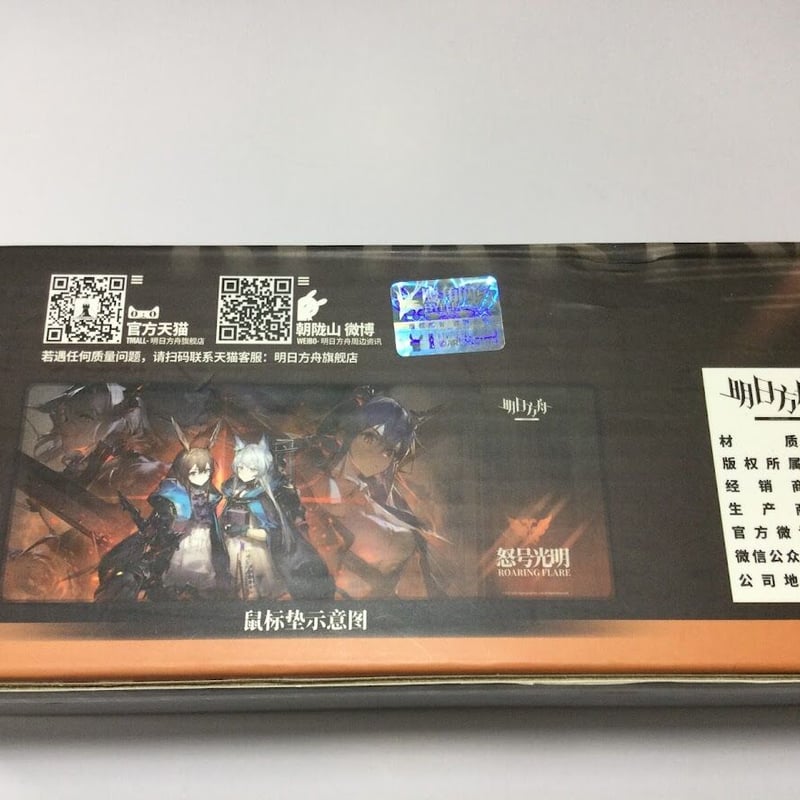 官方天猫
TMALL- 明日方舟旗舰店
朝陇山 微博
WEIBO- 明日方舟周边资讯
若遇任何质量问题，请扫码联系天猫客服：明日方舟旗舰店
明日方舟
怒号光明
ROARING FLARE
鼠标垫示意图
明日方
材 质
版权所属
经 销 商
生 产 商
官方微
微信公众
公司地